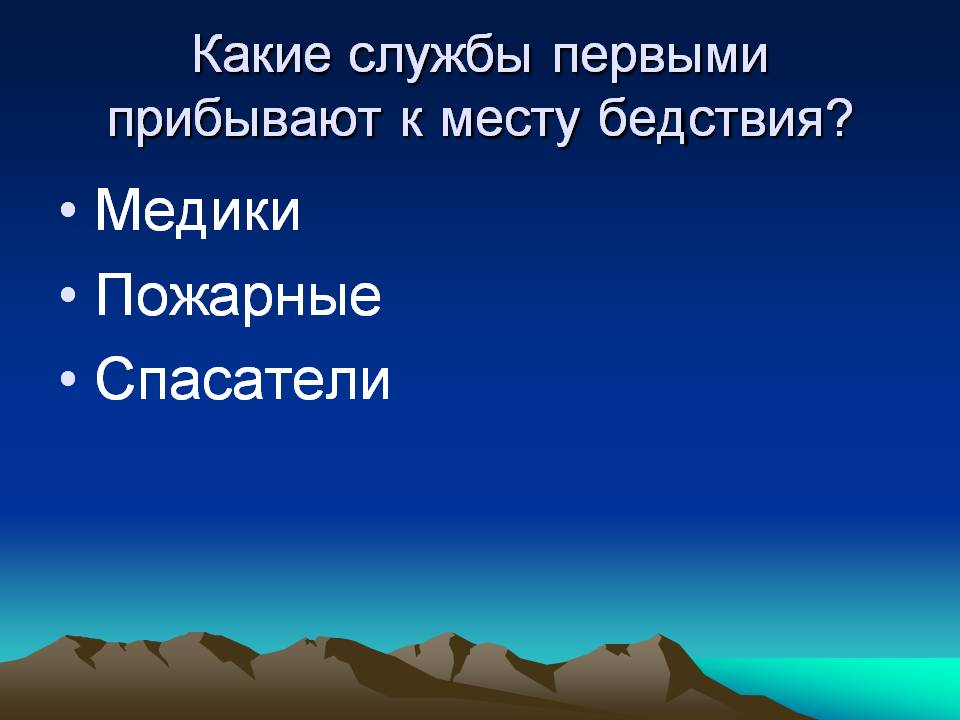 Какие службы первыми
прибывают к месту бедствия?
• Медики
• Пожарные
• Спасатели